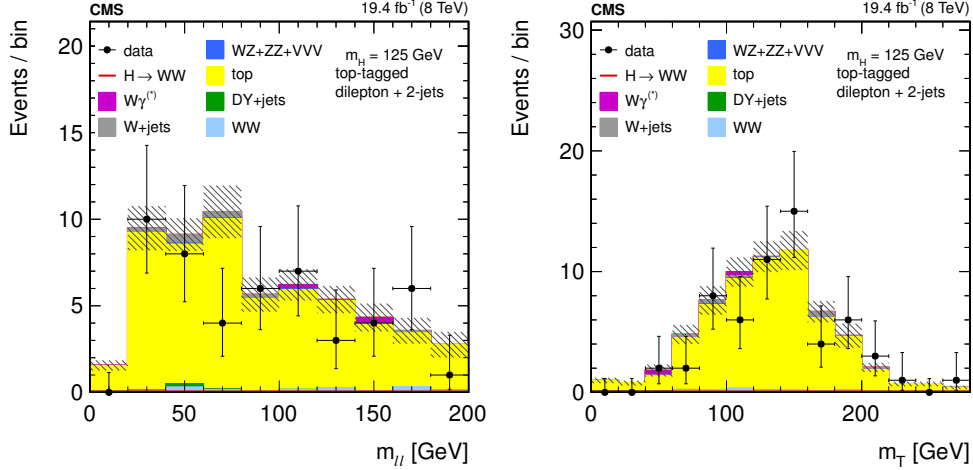 CMS 19.4 fb⁻¹ (8 TeV)
Events / bin
20
15
10
5
0
data
H → WW
Wγ(*)
W+jets
WZ+ZZ+VVV
top
DY+jets
WW
m_H = 125 GeV
top-tagged
dilepton + 2-jets
0 50 100 150 200
m_ll [GeV]
CMS 19.4 fb⁻¹ (8 TeV)
Events / bin
30
20
10
0
data
H → WW
Wγ(*)
W+jets
WZ+ZZ+VVV
top
DY+jets
WW
m_H = 125 GeV
top-tagged
dilepton + 2-jets
0 100 200
m_T [GeV]